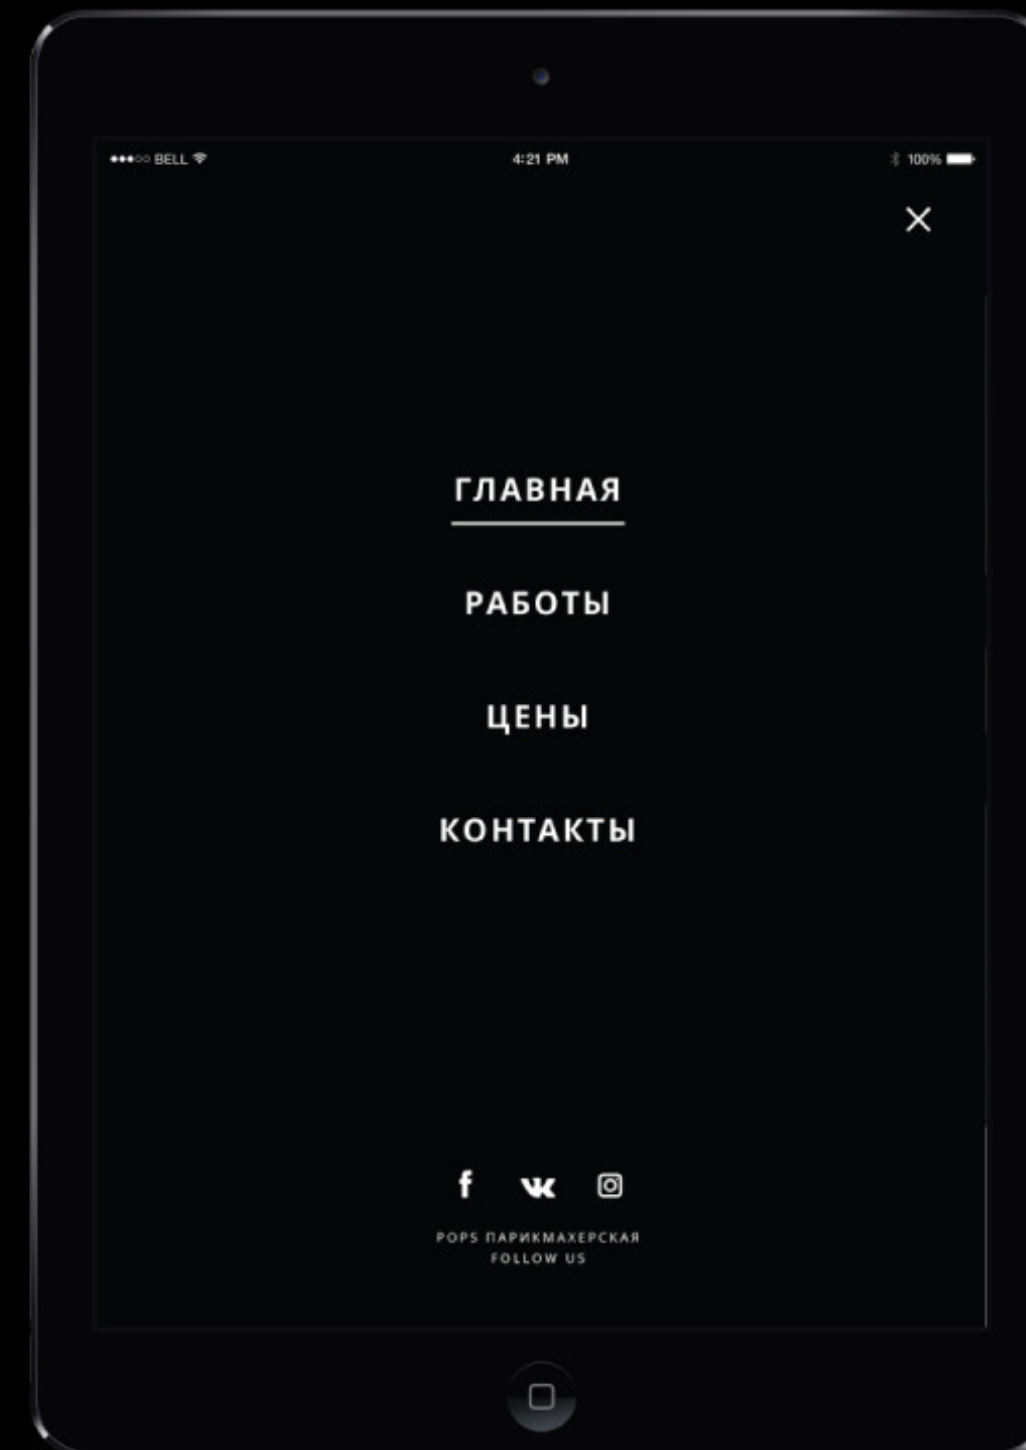 BELL 4:21 PM 100%
ГЛАВНАЯ
РАБОТЫ
ЦЕНЫ
КОНТАКТЫ
POPS ПАРИКМАХЕРСКАЯ
FOLLOW US